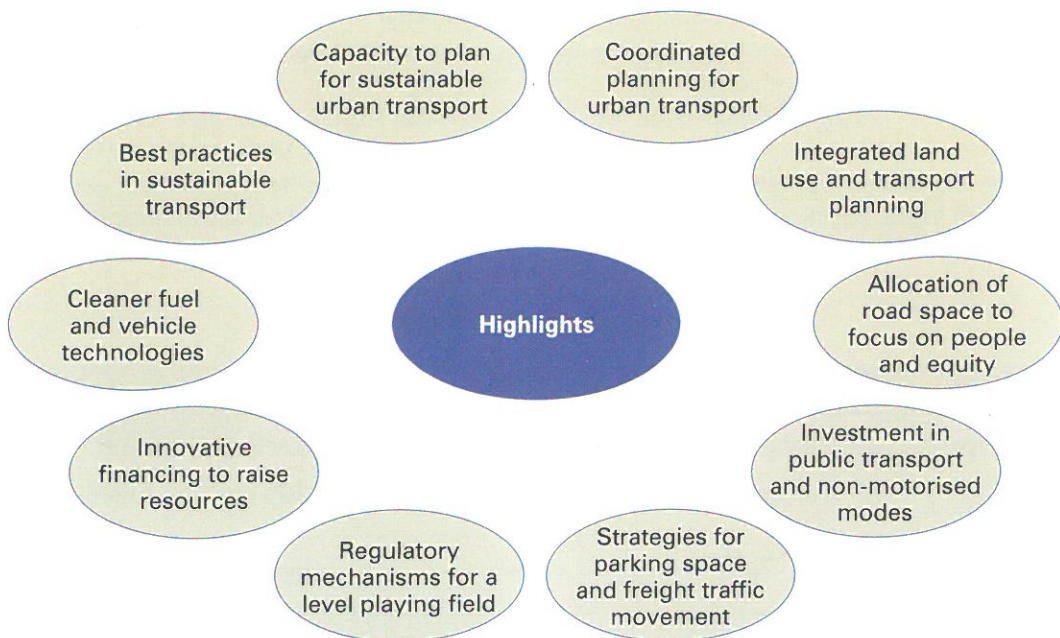 Capacity to plan
for sustainable
urban transport
Coordinated
planning for
urban transport
Integrated land
use and transport
planning
Allocation of
road space to
focus on people
and equity
Investment in
public transport
and non-motorised
modes
Strategies for
parking space
and freight traffic
movement
Regulatory
mechanisms for a
level playing field
Innovative
financing to raise
resources
Cleaner fuel
and vehicle
technologies
Best practices
in sustainable
transport
Highlights